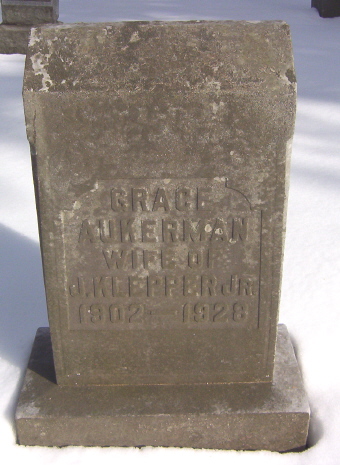 GRACE
AUKERMAN
WIFE OF
J. KLEPPER JR
1902 — 1928